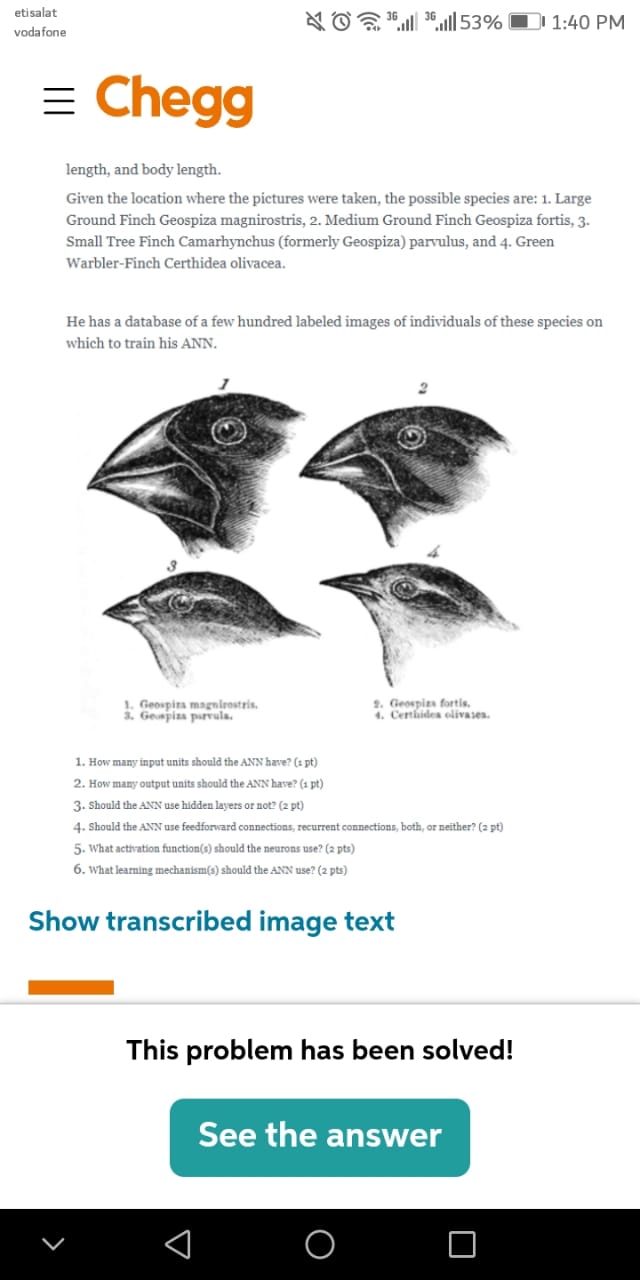 etisalat
vodafone
3G 3G 53% 1:40 PM
Chegg
length, and body length.
Given the location where the pictures were taken, the possible species are: 1. Large
Ground Finch Geospiza magnirostris, 2. Medium Ground Finch Geospiza fortis, 3.
Small Tree Finch Camarhynchus (formerly Geospiza) parvulus, and 4. Green
Warbler-Finch Certhidea olivacea.
He has a database of a few hundred labeled images of individuals of these species on
which to train his ANN.
1
2
3
4
1. Geospiza magnirostris.
2. Geospiza fortis.
3. Geospiza parvula.
4. Certhidea olivasea.
1. How many input units should the ANN have? (1 pt)
2. How many output units should the ANN have? (1 pt)
3. Should the ANN use hidden layers or not? (2 pt)
4. Should the ANN use feedforward connections, recurrent connections, both, or neither? (2 pt)
5. What activation function(s) should the neurons use? (2 pts)
6. What learning mechanism(s) should the ANN use? (2 pts)
Show transcribed image text
This problem has been solved!
See the answer